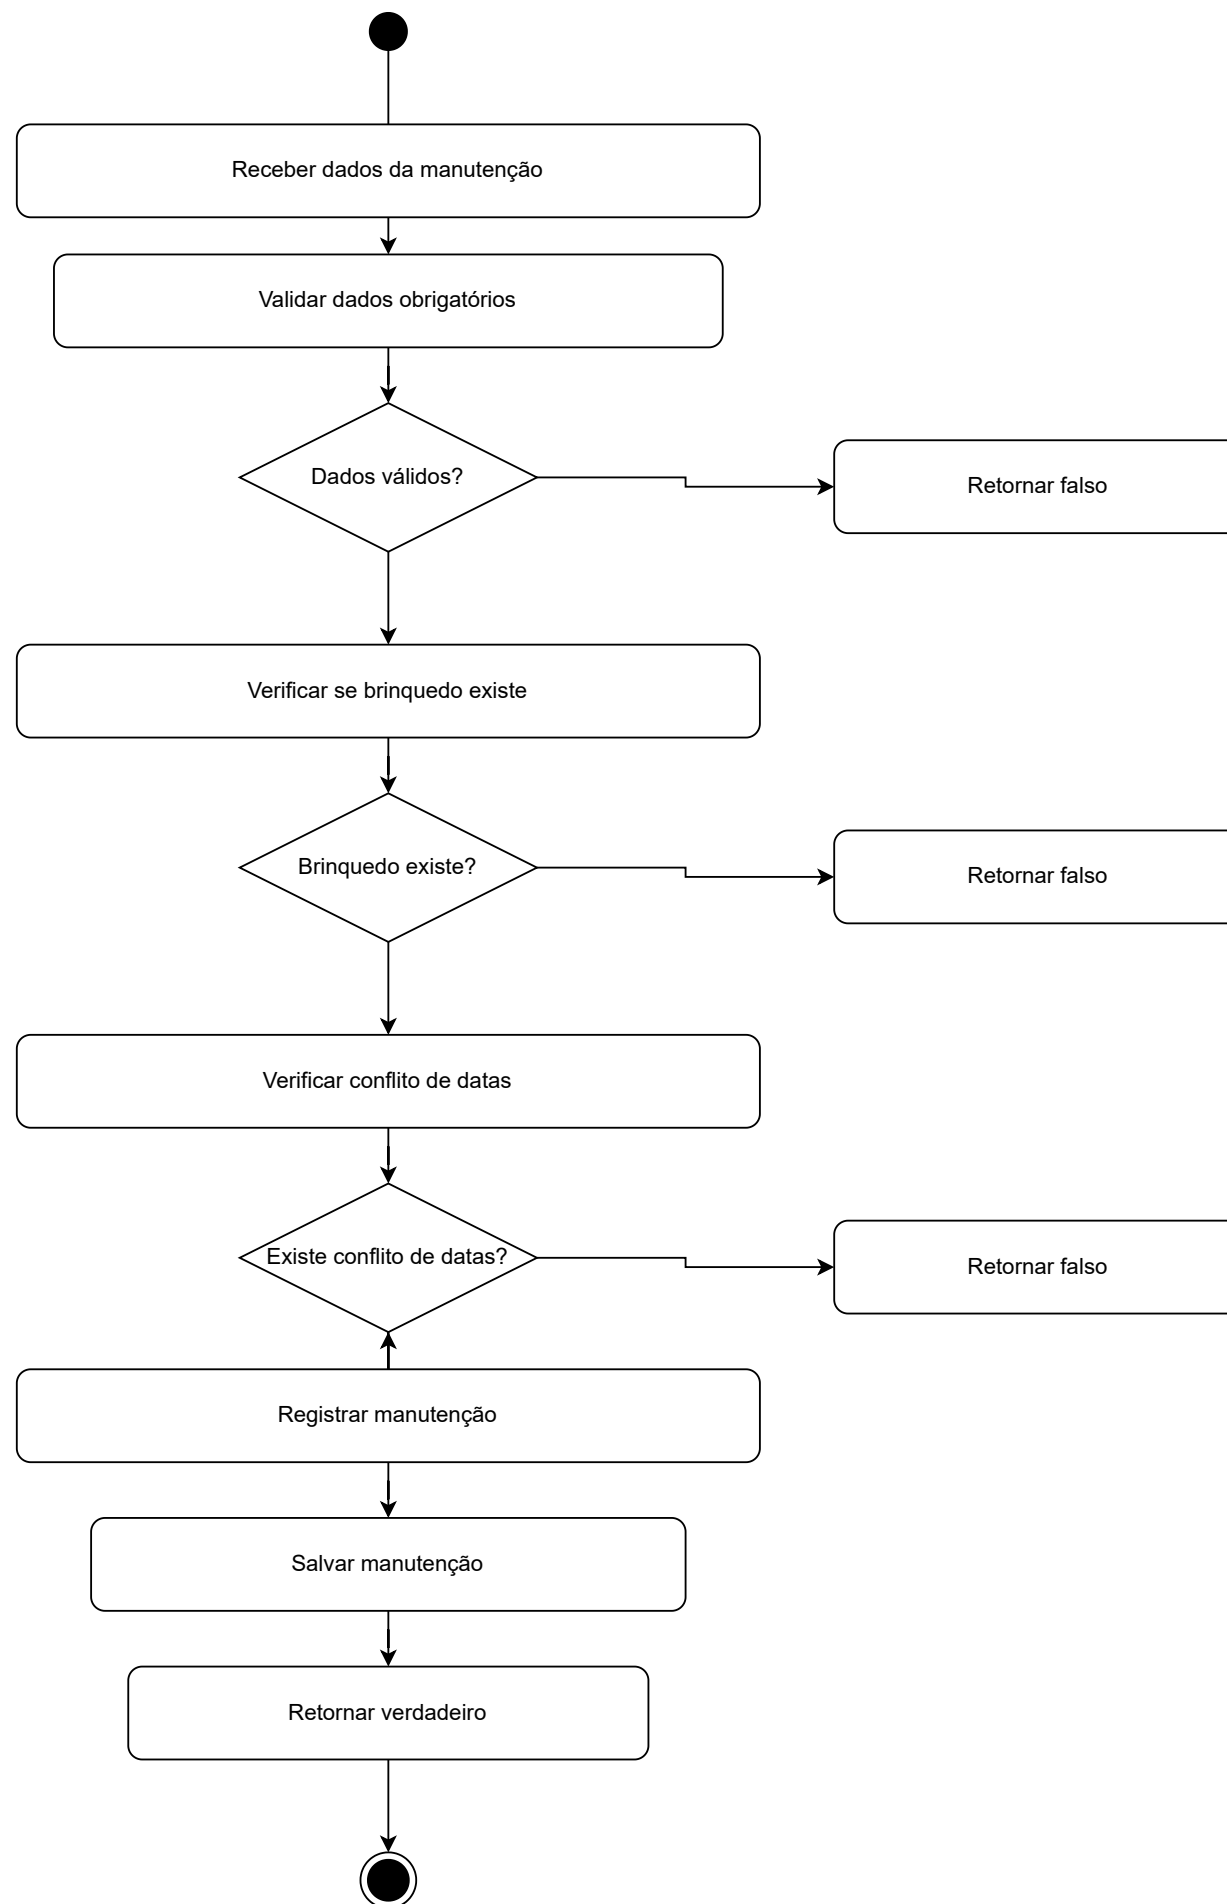 Receber dados da manutenção
Validar dados obrigatórios
Dados válidos?
Retornar falso
Verificar se brinquedo existe
Brinquedo existe?
Retornar falso
Verificar conflito de datas
Existe conflito de datas?
Retornar falso
Registrar manutenção
Salvar manutenção
Retornar verdadeiro